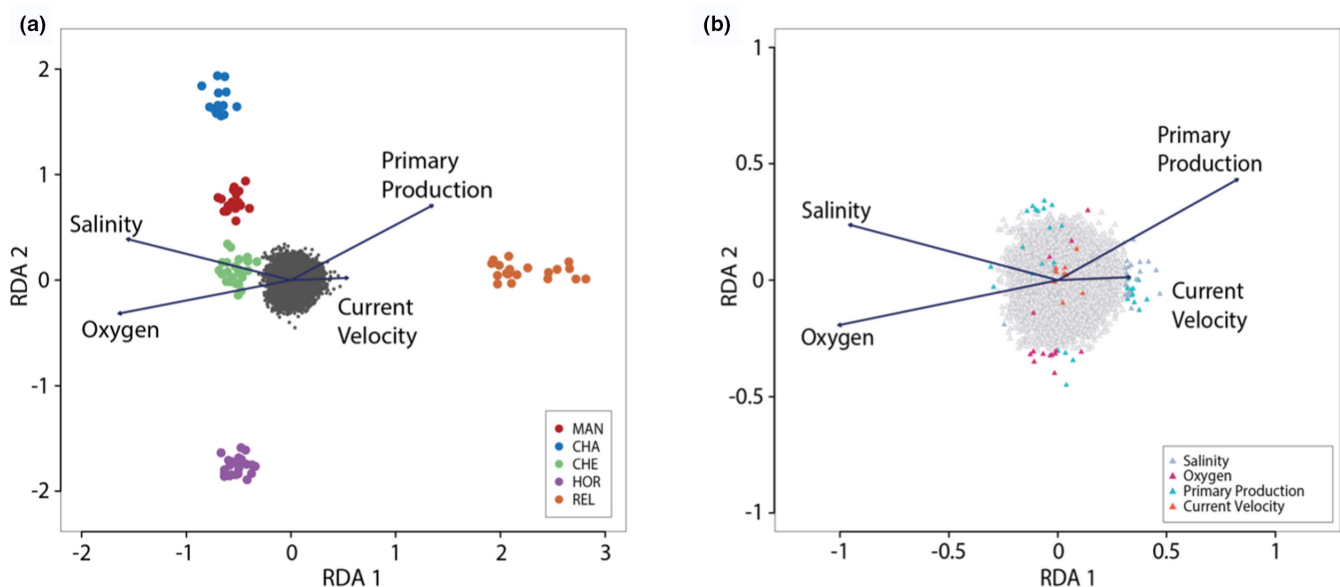 (a)
2
1
0
-1
-2
RDA 2
-2
-1
0
1
2
3
RDA 1
Primary
Production
Salinity
Oxygen
Current
Velocity
MAN
CHA
CHE
HOR
REL
(b)
1
0.5
0
-0.5
-1
RDA 2
-1
-0.5
0
0.5
1
RDA 1
Primary
Production
Salinity
Oxygen
Current
Velocity
Salinity
Oxygen
Primary Production
Current Velocity